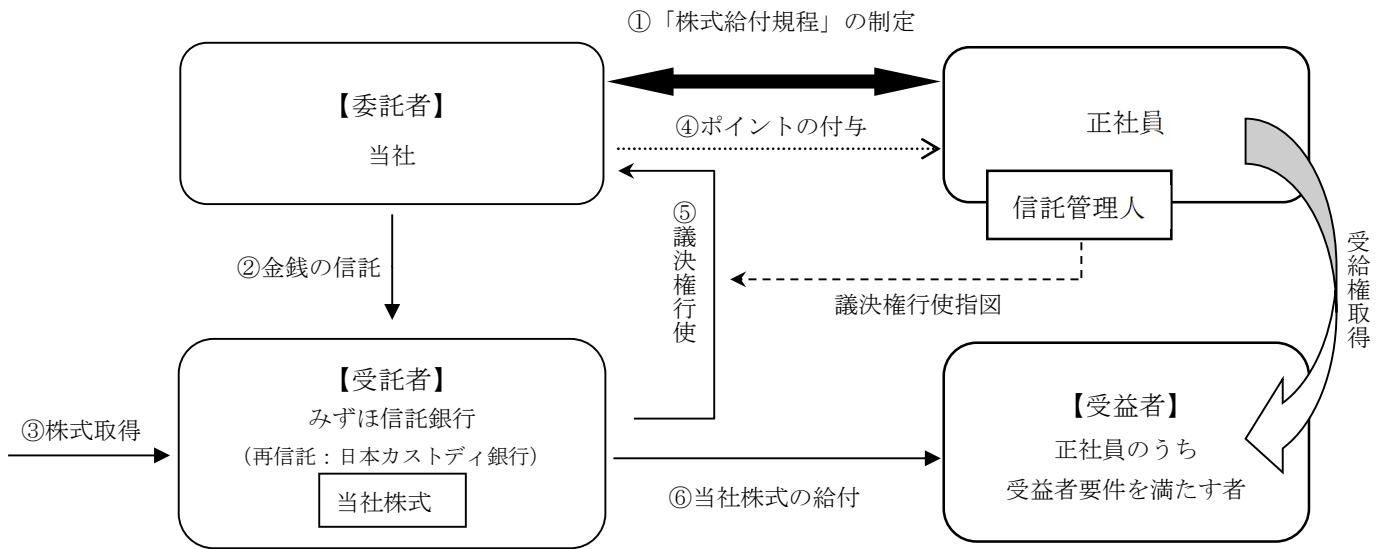 ①「株式給付規程」の制定
【委託者】
当社
④ポイントの付与
正社員
信託管理人
②金銭の信託
⑤議決権行使
議決権行使指図
受給権取得
【受託者】
みずほ信託銀行
(再信託：日本カストディ銀行)
当社株式
③株式取得
⑥当社株式の給付
【受益者】
正社員のうち
受益者要件を満たす者